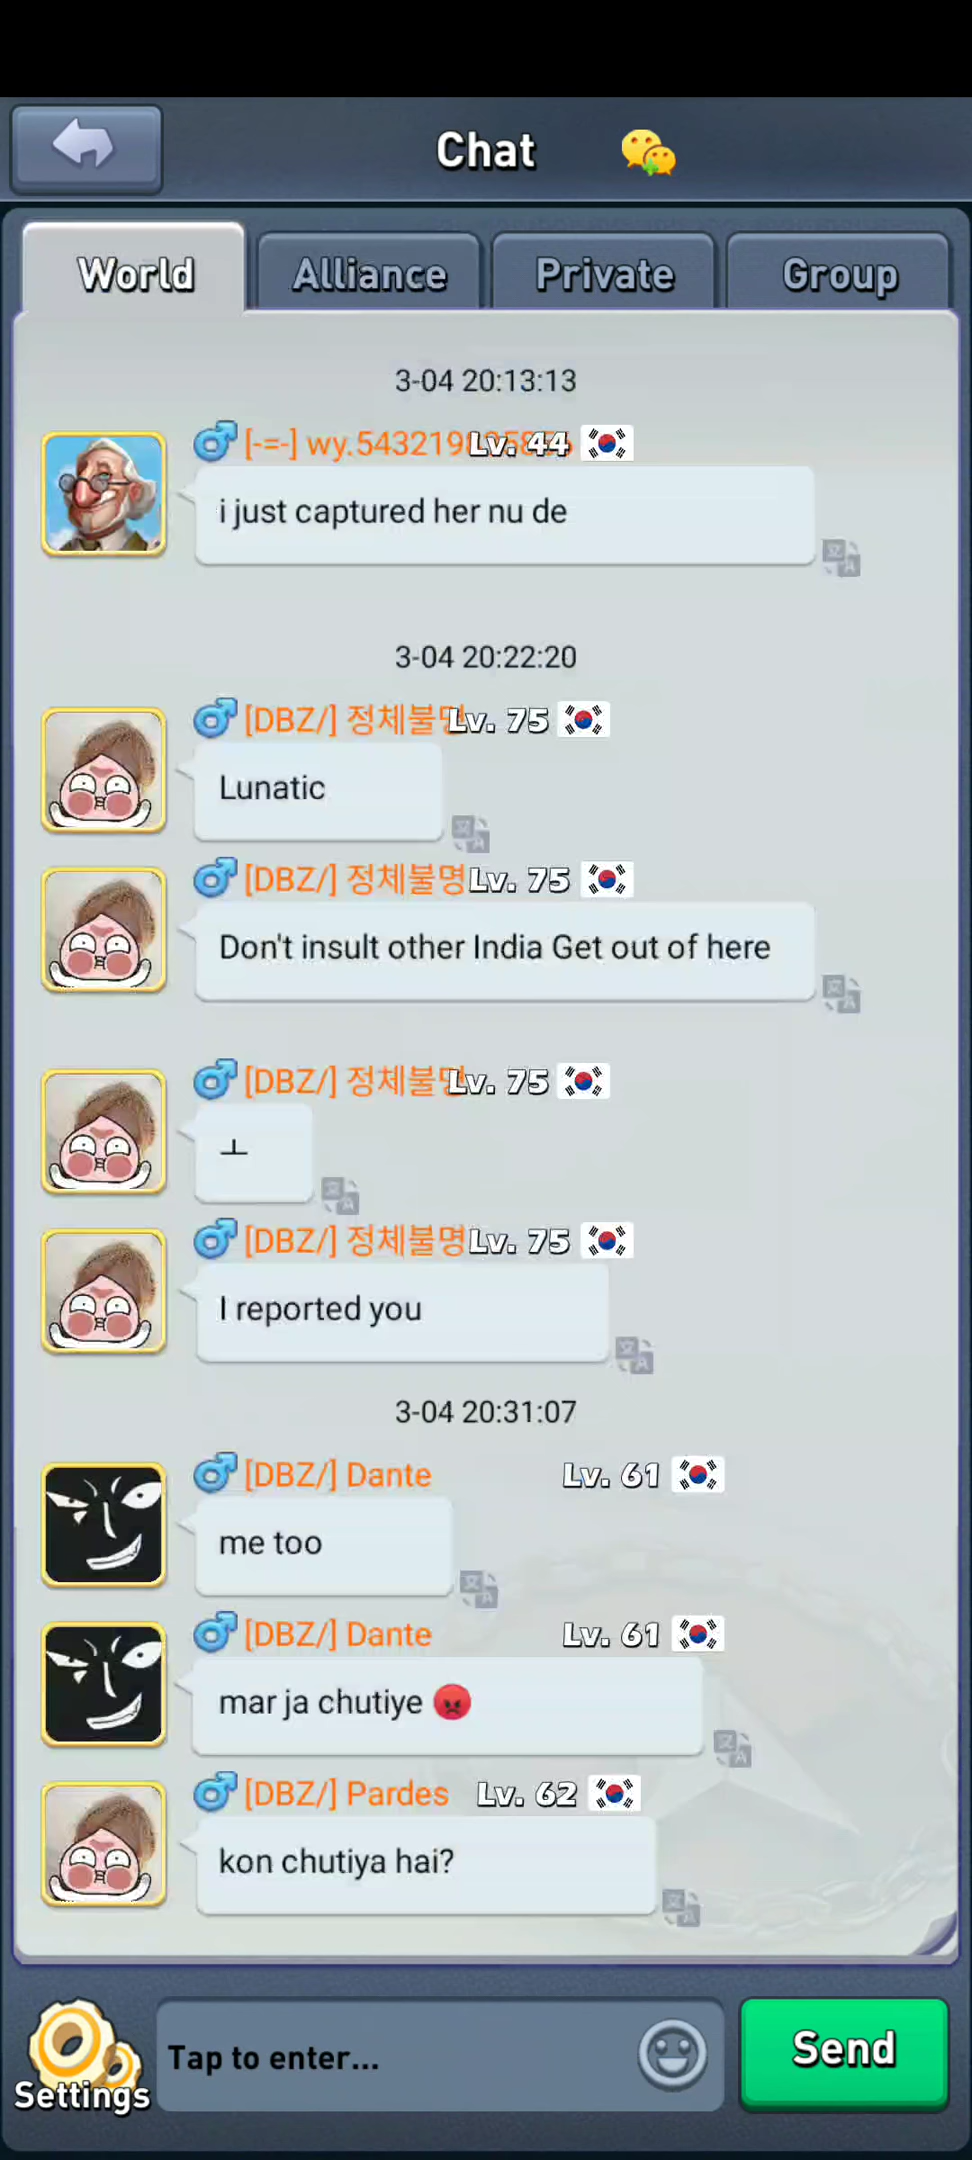 Chat
World
Alliance
Private
Group
3-04 20:13:13
[-=-] wy.543219 Lv. 44
i just captured her nu de
3-04 20:22:20
[DBZ/] 정체불명 Lv. 75
Lunatic
[DBZ/] 정체불명 Lv. 75
Don't insult other India Get out of here
[DBZ/] 정체불명 Lv. 75
ㅗ
[DBZ/] 정체불명 Lv. 75
I reported you
3-04 20:31:07
[DBZ/] Dante Lv. 61
me too
[DBZ/] Dante Lv. 61
mar ja chutiye 😡
[DBZ/] Pardes Lv. 62
kon chutiya hai?
Settings
Tap to enter...
Send